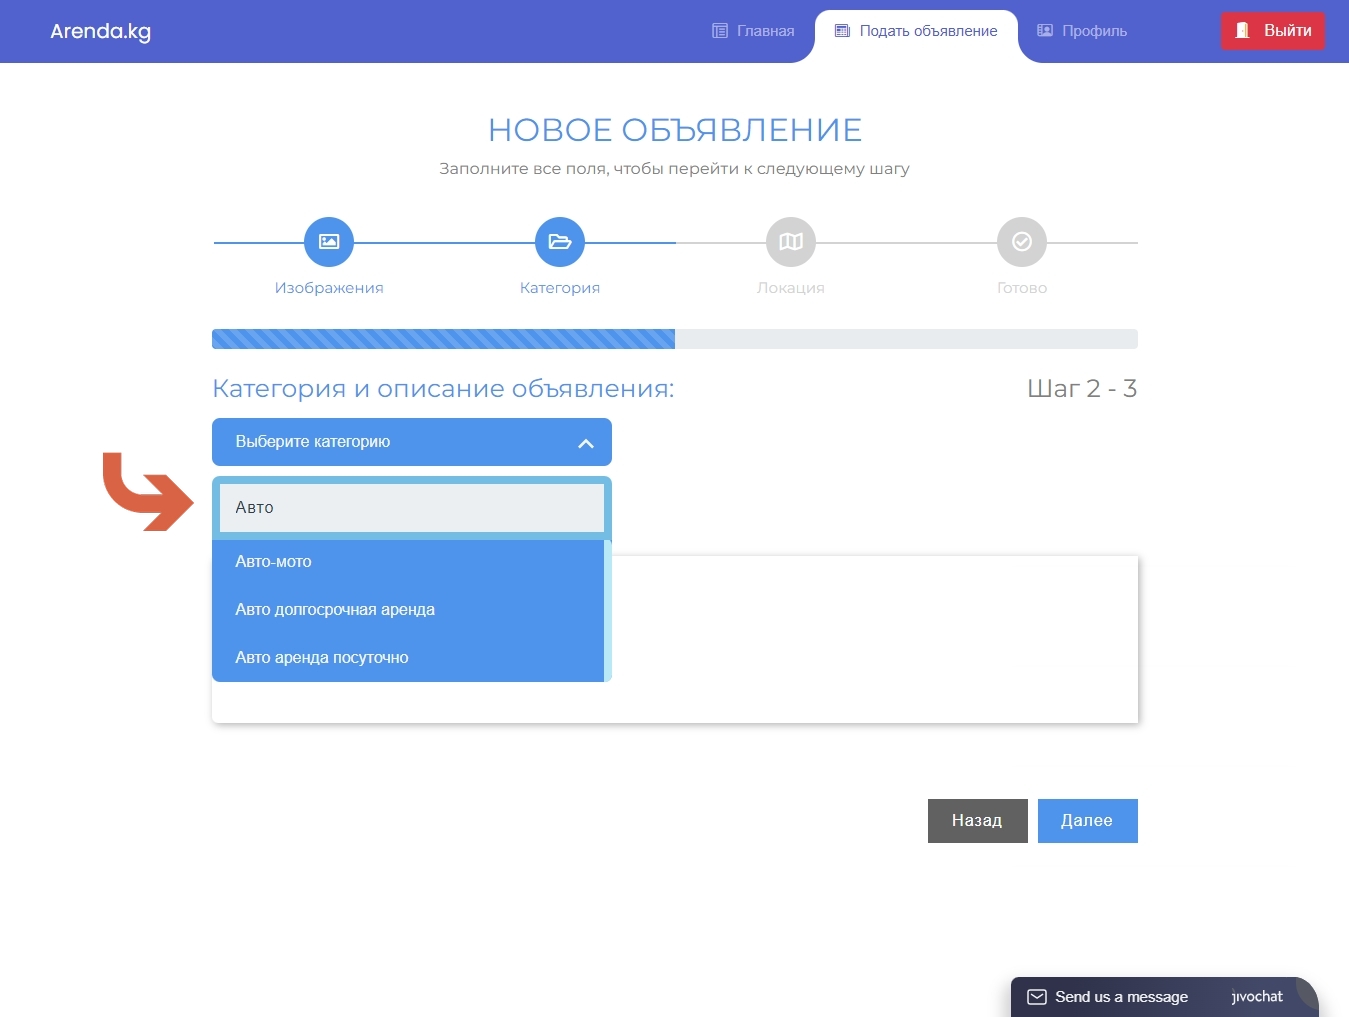 Arenda.kg
Главная
Подать объявление
Профиль
Выйти
НОВОЕ ОБЪЯВЛЕНИЕ
Заполните все поля, чтобы перейти к следующему шагу
Изображения
Категория
Локация
Готово
Категория и описание объявления:
Шаг 2 - 3
Выберите категорию
Авто
Авто-мото
Авто долгосрочная аренда
Авто аренда посуточно
Назад
Далее
Send us a message
jivochat